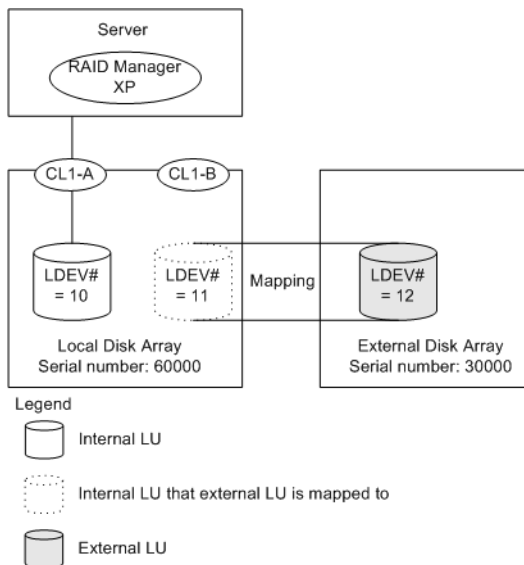 Server
RAID Manager
XP
CL1-A
CL1-B
LDEV#
= 10
LDEV#
= 11
Mapping
LDEV#
= 12
Local Disk Array
Serial number: 60000
External Disk Array
Serial number: 30000
Legend
Internal LU
Internal LU that external LU is mapped to
External LU